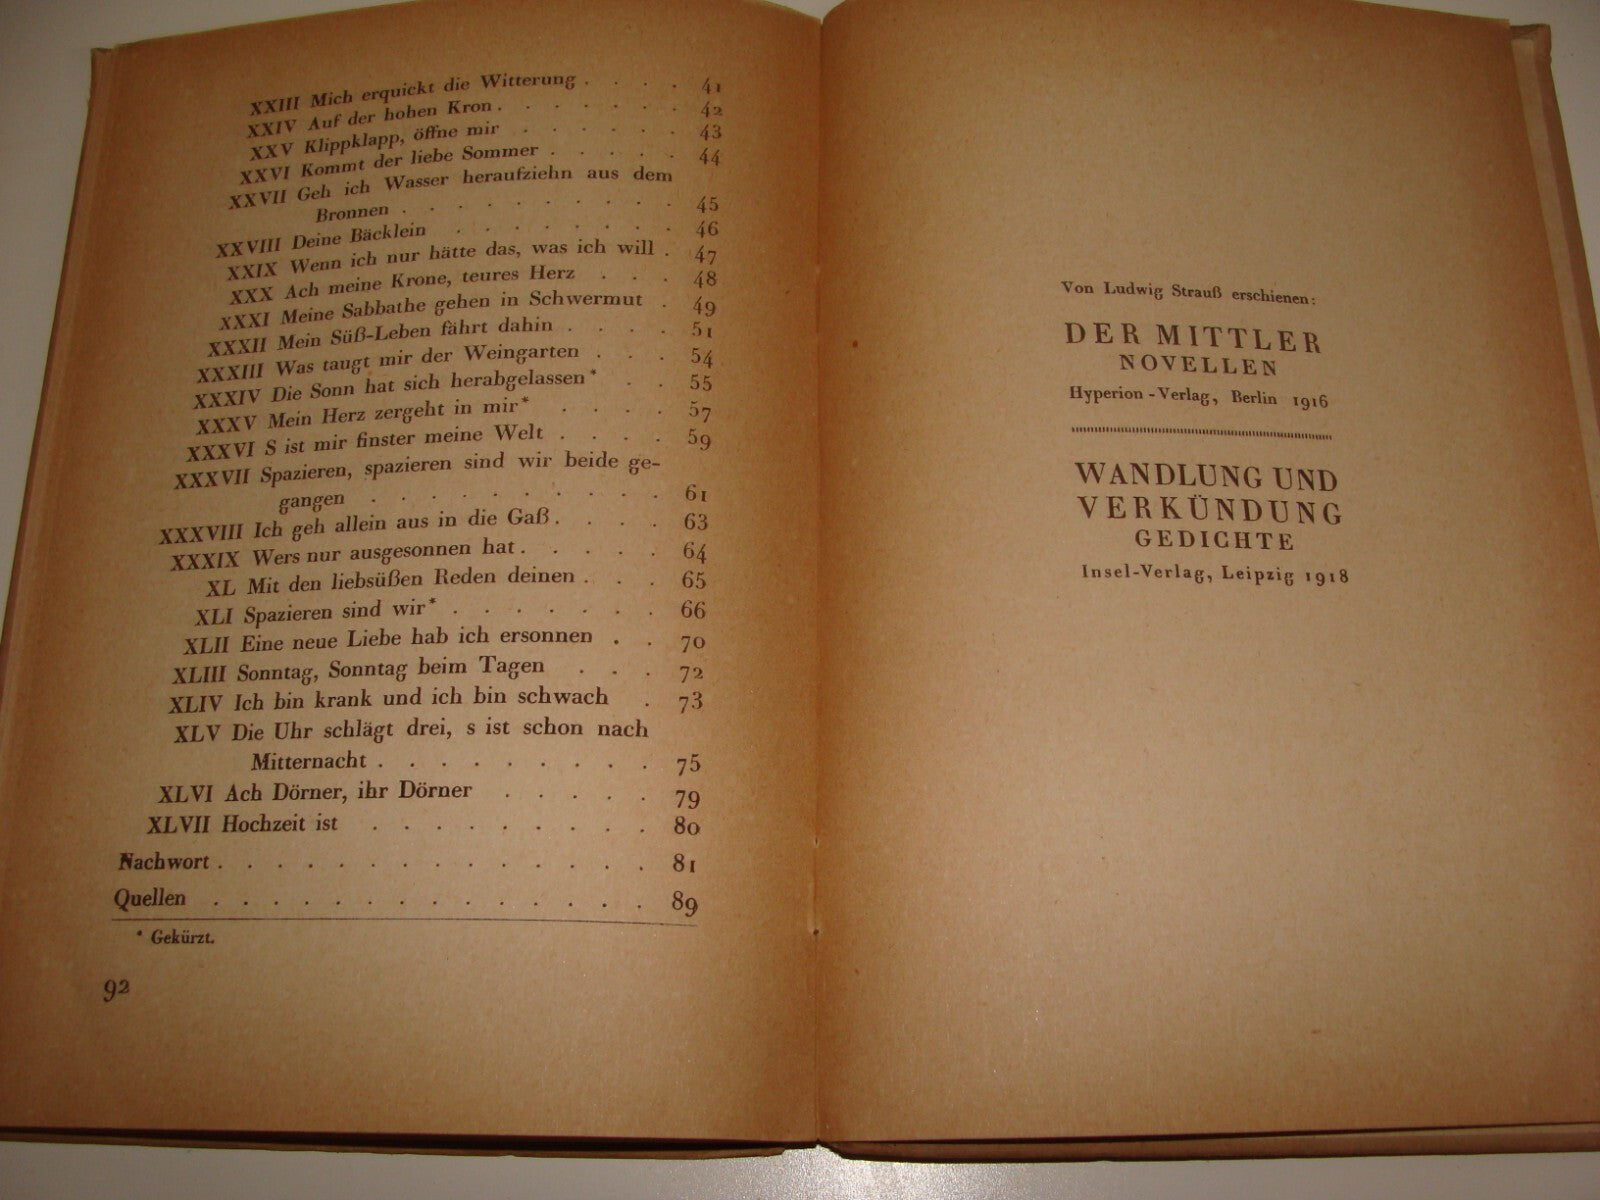 XXIII Mich erquickt die Witterung . . . . 41
XXIV Auf der hohen Kron . . . . . . . 42
XXV Klippklapp, öffne mir . . . . . . 43
XXVI Kommt der liebe Sommer . . . . . 44
XXVII Geh ich Wasser heraufziehn aus dem
Bronnen . . . . . . . . . . 45
XXVIII Deine Bäcklein . . . . . . . . 46
XXIX Wenn ich nur hätte das, was ich will . 47
XXX Ach meine Krone, teures Herz . . . 48
XXXI Meine Sabbathe gehen in Schwermut . 49
XXXII Mein Süß-Leben fährt dahin . . . . 51
XXXIII Was taugt mir der Weingarten . . . 54
XXXIV Die Sonn hat sich herabgelassen* . . 55
XXXV Mein Herz zergeht in mir* . . . . 57
XXXVI S ist mir finster meine Welt . . . . 59
XXXVII Spazieren, spazieren sind wir beide ge-
gangen . . . . . . . . . . 61
XXXVIII Ich geh allein aus in die Gaß . . . . 63
XXXIX Wers nur ausgesonnen hat . . . . . 64
XL Mit den liebsüßen Reden deinen . . . 65
XLI Spazieren sind wir* . . . . . . . 66
XLII Eine neue Liebe hab ich ersonnen . . 70
XLIII Sonntag, Sonntag beim Tagen . . . 72
XLIV Ich bin krank und ich bin schwach . 73
XLV Die Uhr schlägt drei, s ist schon nach
Mitternacht . . . . . . . . . 75
XLVI Ach Dörner, ihr Dörner . . . . . 79
XLVII Hochzeit ist . . . . . . . . . 80
Nachwort . . . . . . . . . . . . . 81
Quellen . . . . . . . . . . . . . 89
* Gekürzt.
92
Von Ludwig Strauß erschienen:
DER MITTLER
NOVELLEN
Hyperion-Verlag, Berlin 1916
WANDLUNG UND
VERKÜNDUNG
GEDICHTE
Insel-Verlag, Leipzig 1918